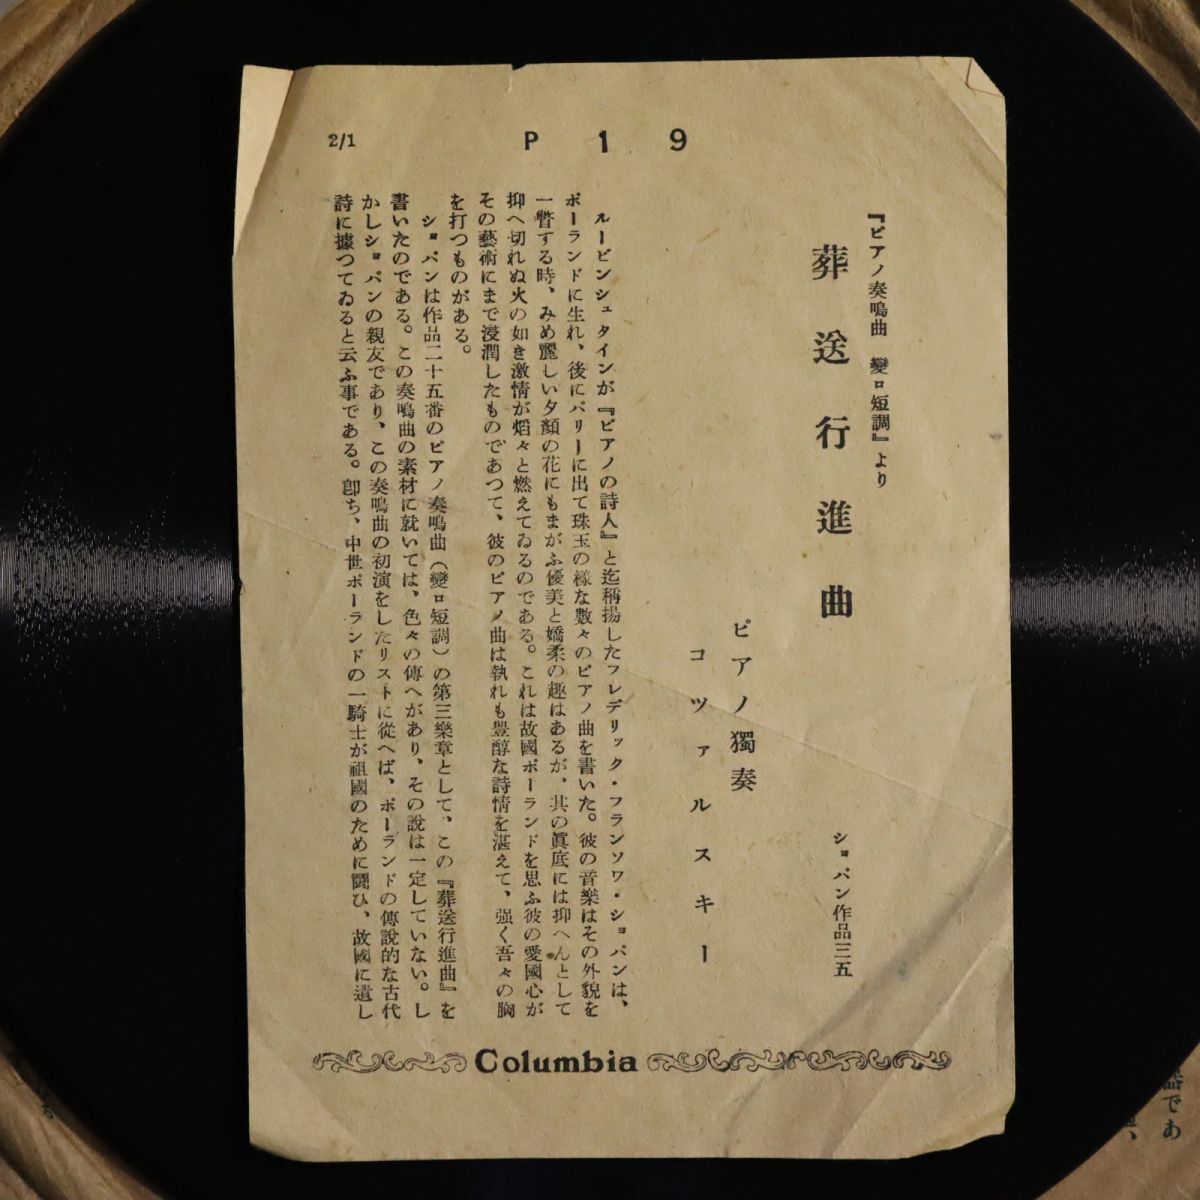 P 1 9
2/1
『ピアノ奏鳴曲 變ロ短調』より
葬送行進曲
ショパン作品三五
ピアノ獨奏
コツァルスキー
ルービンシュタインが『ピアノの詩人』と迄稱揚したフレデリック・フランソワ・ショパンは、
ポーランドに生れ、後にパリーに出て珠玉の樣な數々のピアノ曲を書いた。彼の音樂はその外貌を
一瞥する時、みめ麗しい夕顏の花にもまがふ優美と嬌柔の趣はあるが、其の眞底には抑へんとして
抑へ切れぬ火の如き激情が熖々と燃えてゐるのである。これは故國ポーランドを思ふ彼の愛國心が
その藝術にまで浸潤したものであつて、彼のピアノ曲は孰れも豊醇な詩情を湛えて、强く吾々の胸
を打つものがある。
ショパンは作品二十五番のピアノ奏鳴曲(變ロ短調)の第三樂章として、この『葬送行進曲』を
書いたのである。この奏鳴曲の素材に就いては、色々の傳へがあり、その說は一定していない。し
かしショパンの親友であり、この奏鳴曲の初演をしたリストに從へば、ポーランドの傳說的な古代
詩に據つてゐると云ふ事である。卽ち、中世ポーランドの一騎士が祖國のために鬪ひ、故國に遺し
Columbia
器であ